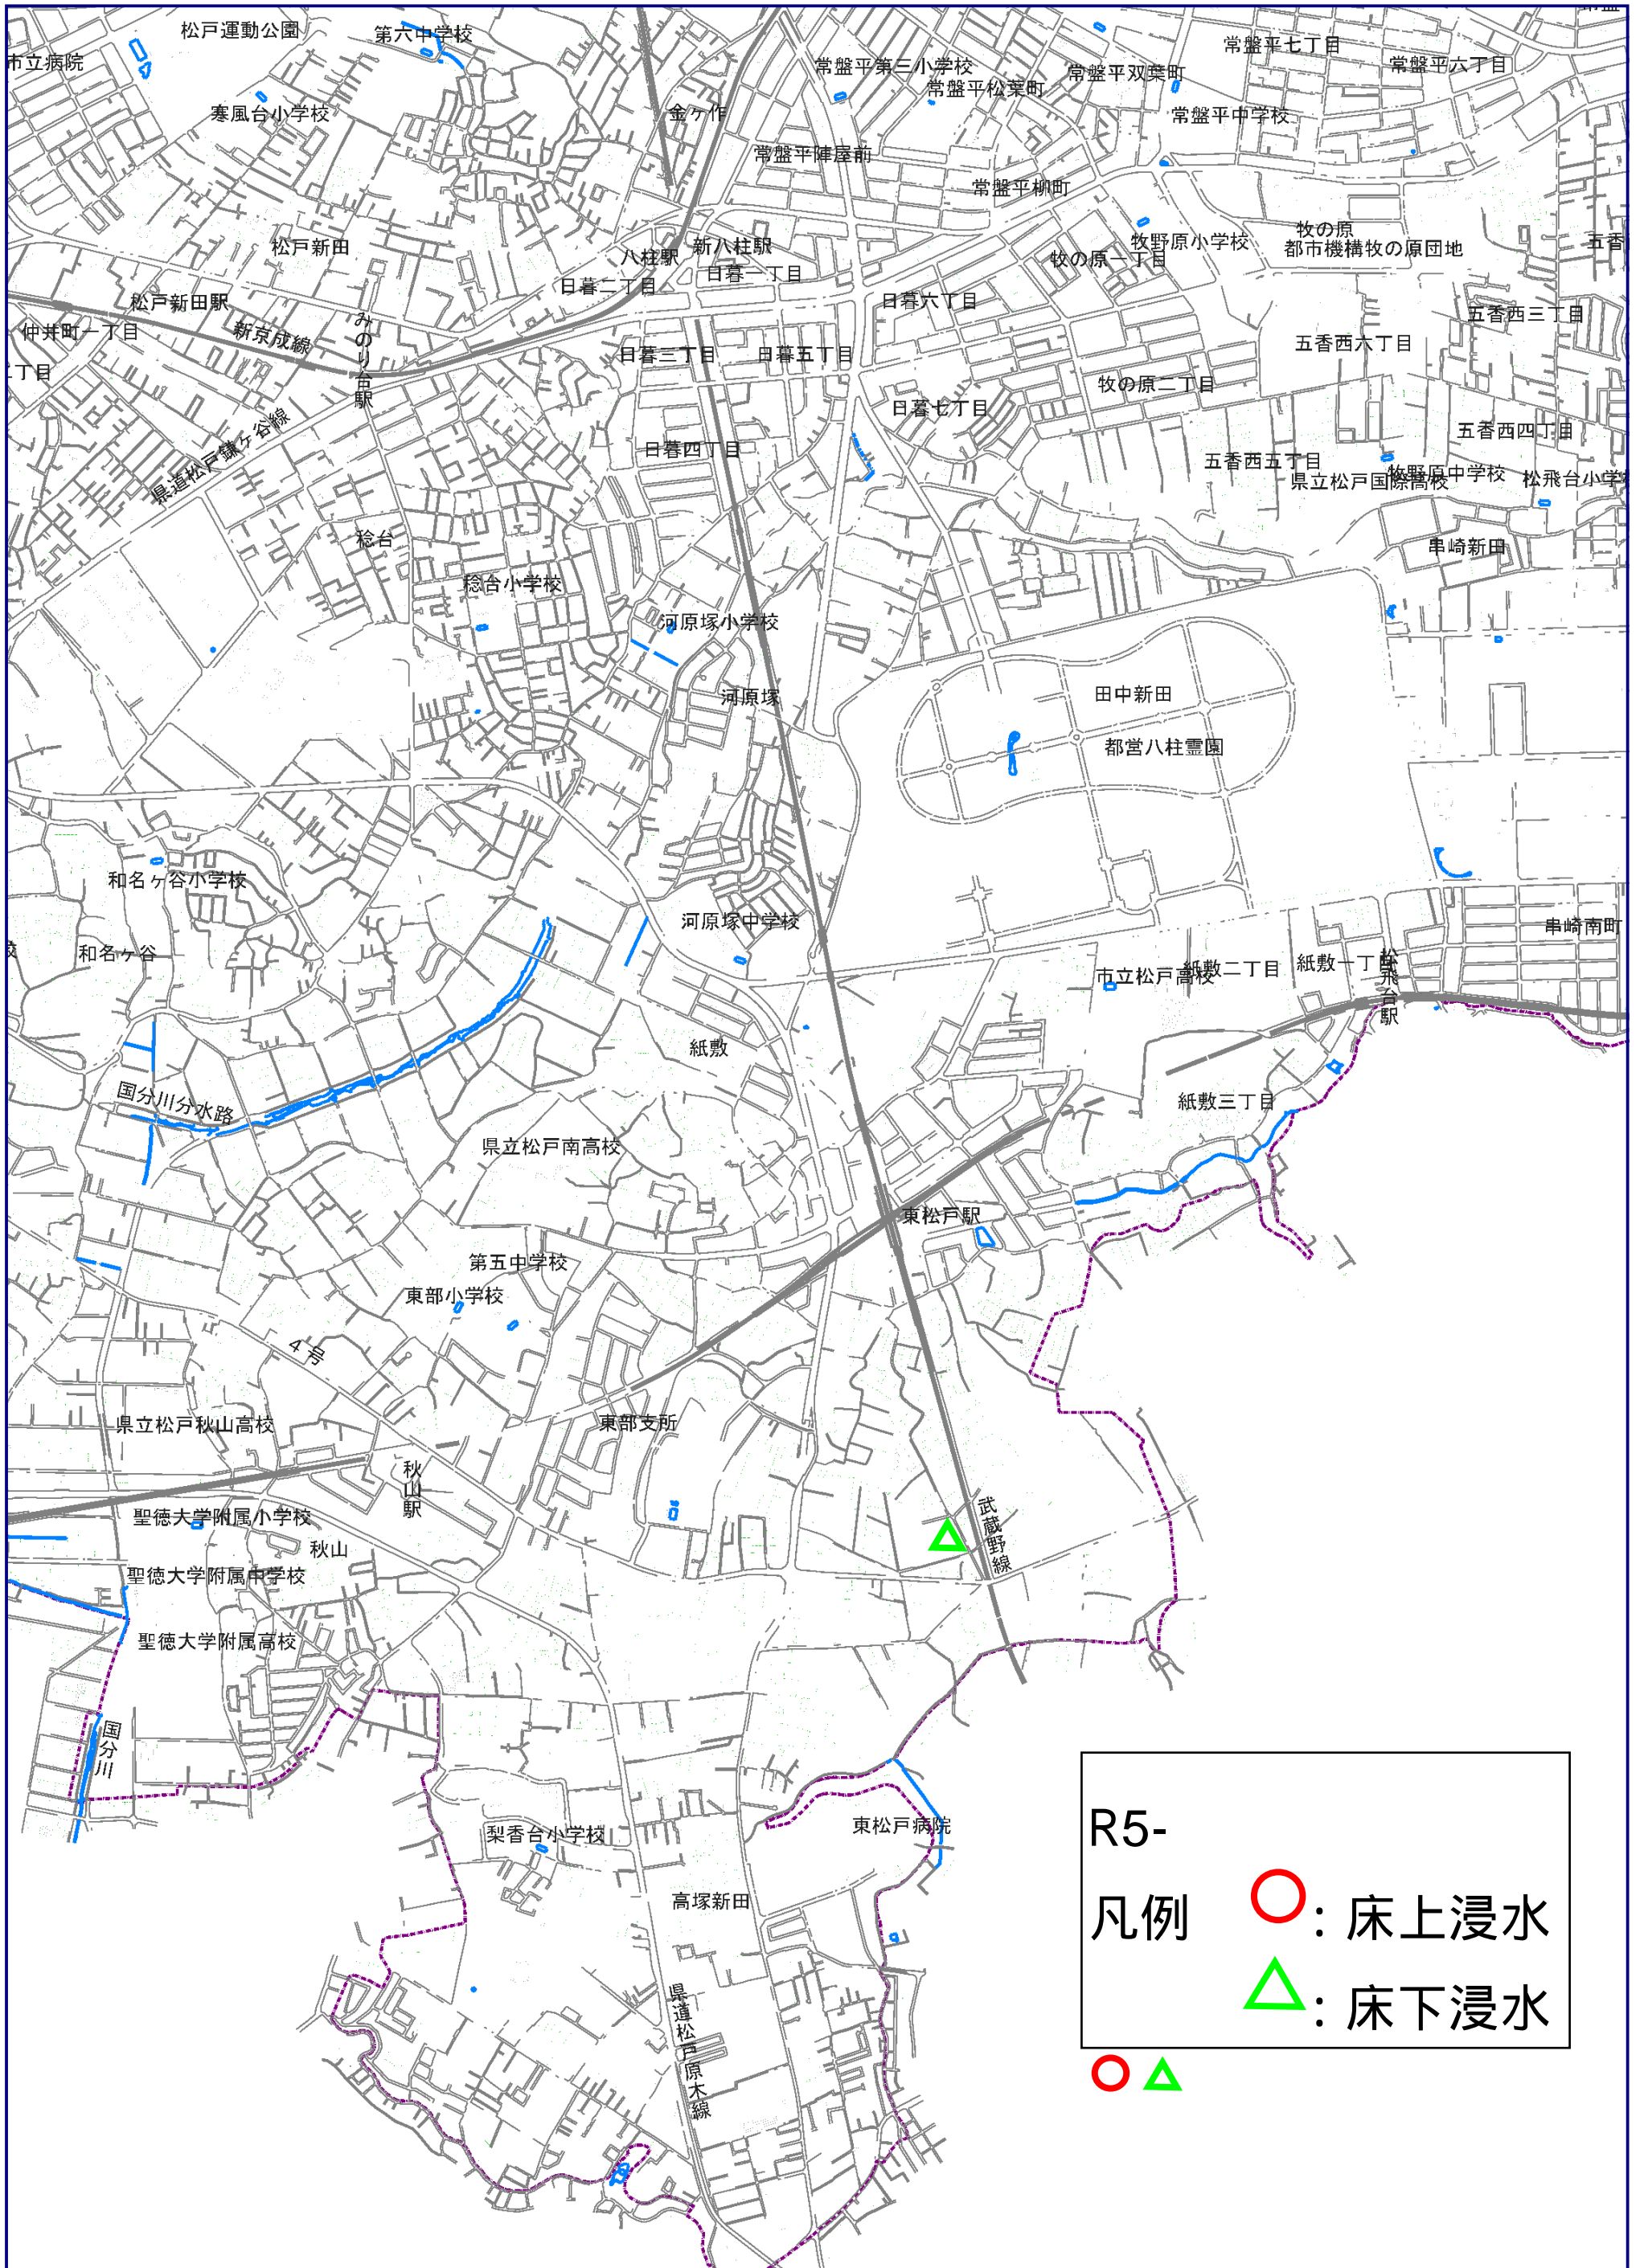 松戸運動公園
第六中学校
常盤平七丁目
常盤平六丁目
市立病院
常盤平第三小学校
常盤平双葉町
常盤平松葉町
寒風台小学校
金ヶ作
常盤平中学校
常盤平陣屋前
常盤平柳町
松戸新田
八柱駅
新八柱駅
牧野原小学校
牧の原
都市機構牧の原団地
五香
牧の原一丁目
日暮一丁目
日暮二丁目
松戸新田駅
日暮六丁目
五香西三丁目
仲井町一丁目
新京成線
みのり台駅
日暮三丁目
日暮五丁目
五香西六丁目
二丁目
牧の原二丁目
日暮七丁目
県道松戸鎌ヶ谷線
日暮四丁目
五香西四丁目
五香西五丁目
県立松戸国際高校
牧野原中学校
松飛台小学校
稔台
串崎新田
稔台小学校
河原塚小学校
河原塚
田中新田
都営八柱霊園
和名ヶ谷小学校
河原塚中学校
串崎南町
校
和名ヶ谷
市立松戸高校
紙敷二丁目
紙敷一丁目
松飛台駅
紙敷
国分川分水路
紙敷三丁目
県立松戸南高校
東松戸駅
第五中学校
東部小学校
4号
県立松戸秋山高校
東部支所
秋山駅
聖徳大学附属小学校
武蔵野線
秋山
聖徳大学附属中学校
聖徳大学附属高校
国分川
梨香台小学校
東松戸病院
高塚新田
県道松戸原木線
R5-
凡例
：床上浸水
：床下浸水